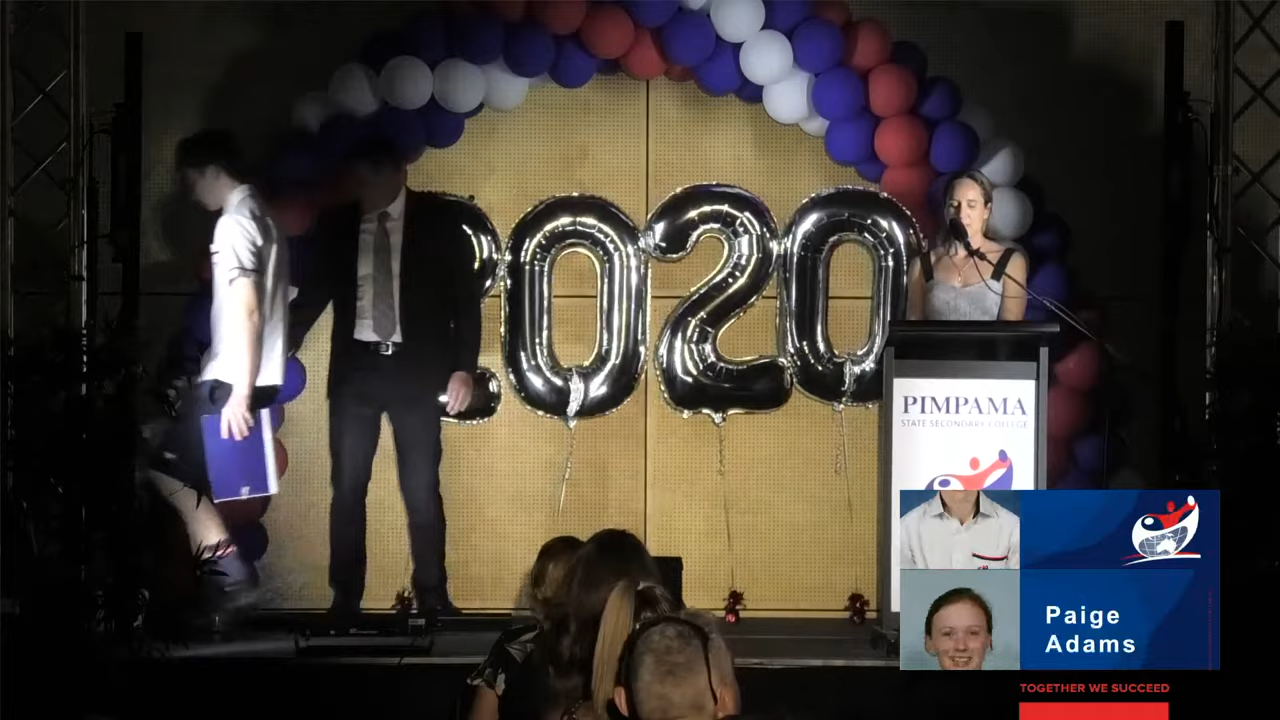 2020
PIMPAMA
STATE SECONDARY COLLEGE
Paige
Adams
TOGETHER WE SUCCEED